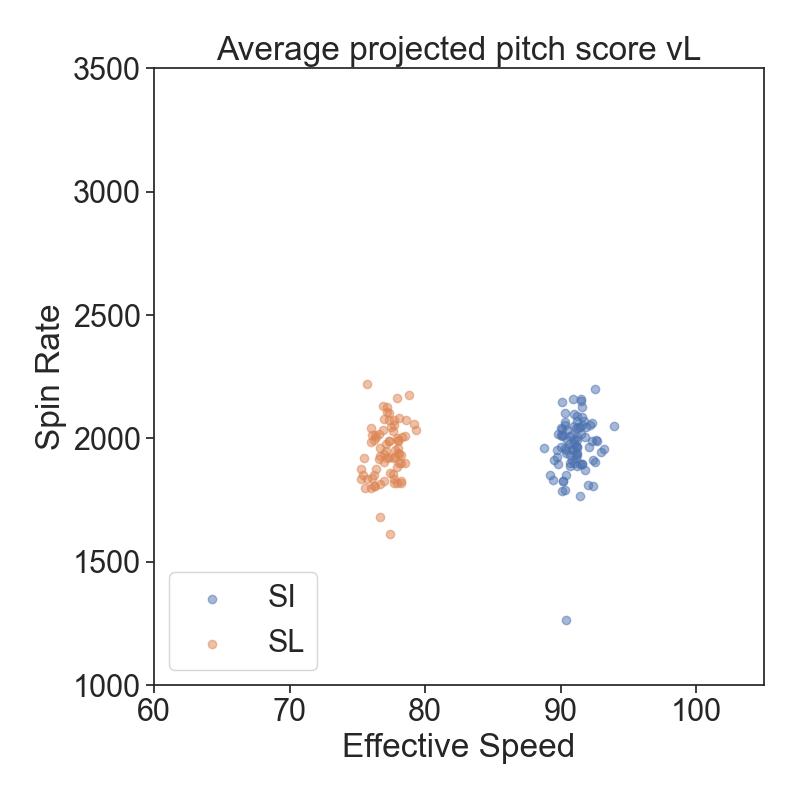 Average projected pitch score vL
3500
3000
2500
2000
1500
1000
Spin Rate
SI
SL
60 70 80 90 100
Effective Speed